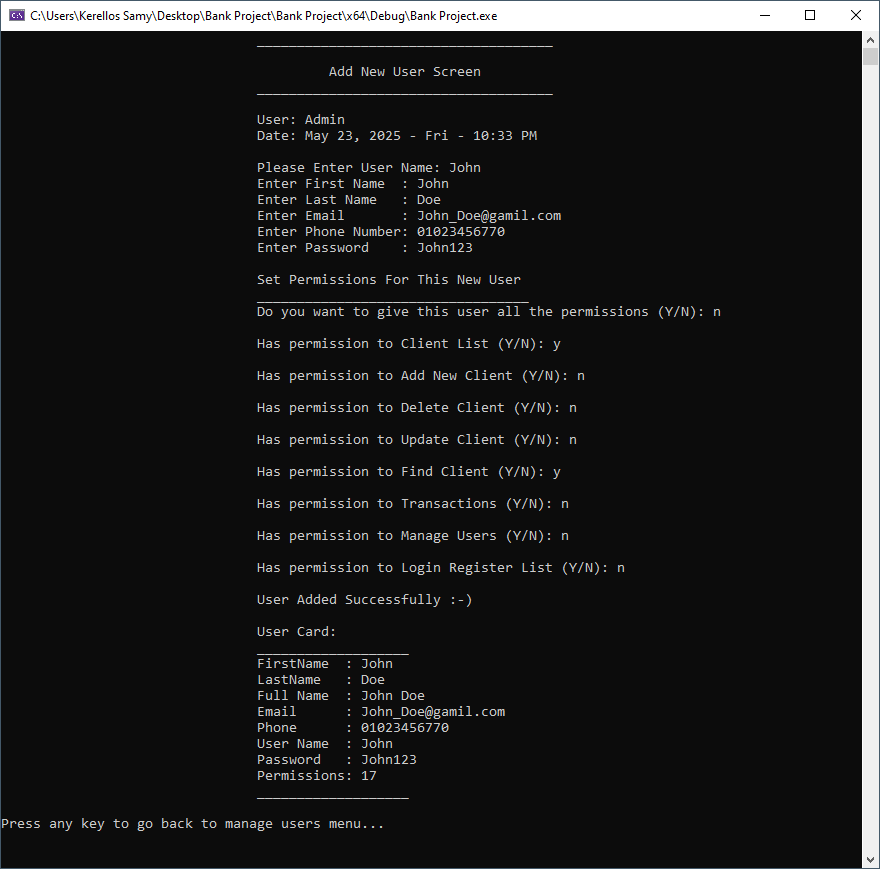 C:\Users\Kerellos Samy\Desktop\Bank Project\Bank Project\x64\Debug\Bank Project.exe
_____________________________________
Add New User Screen
_____________________________________
User: Admin
Date: May 23, 2025 - Fri - 10:33 PM
Please Enter User Name: John
Enter First Name  : John
Enter Last Name   : Doe
Enter Email       : John_Doe@gamil.com
Enter Phone Number: 01023456770
Enter Password    : John123
Set Permissions For This New User
__________________________________
Do you want to give this user all the permissions (Y/N): n
Has permission to Client List (Y/N): y
Has permission to Add New Client (Y/N): n
Has permission to Delete Client (Y/N): n
Has permission to Update Client (Y/N): n
Has permission to Find Client (Y/N): y
Has permission to Transactions (Y/N): n
Has permission to Manage Users (Y/N): n
Has permission to Login Register List (Y/N): n
User Added Successfully :-)
User Card:
___________________
FirstName  : John
LastName   : Doe
Full Name  : John Doe
Email      : John_Doe@gamil.com
Phone      : 01023456770
User Name  : John
Password   : John123
Permissions: 17
___________________
Press any key to go back to manage users menu...